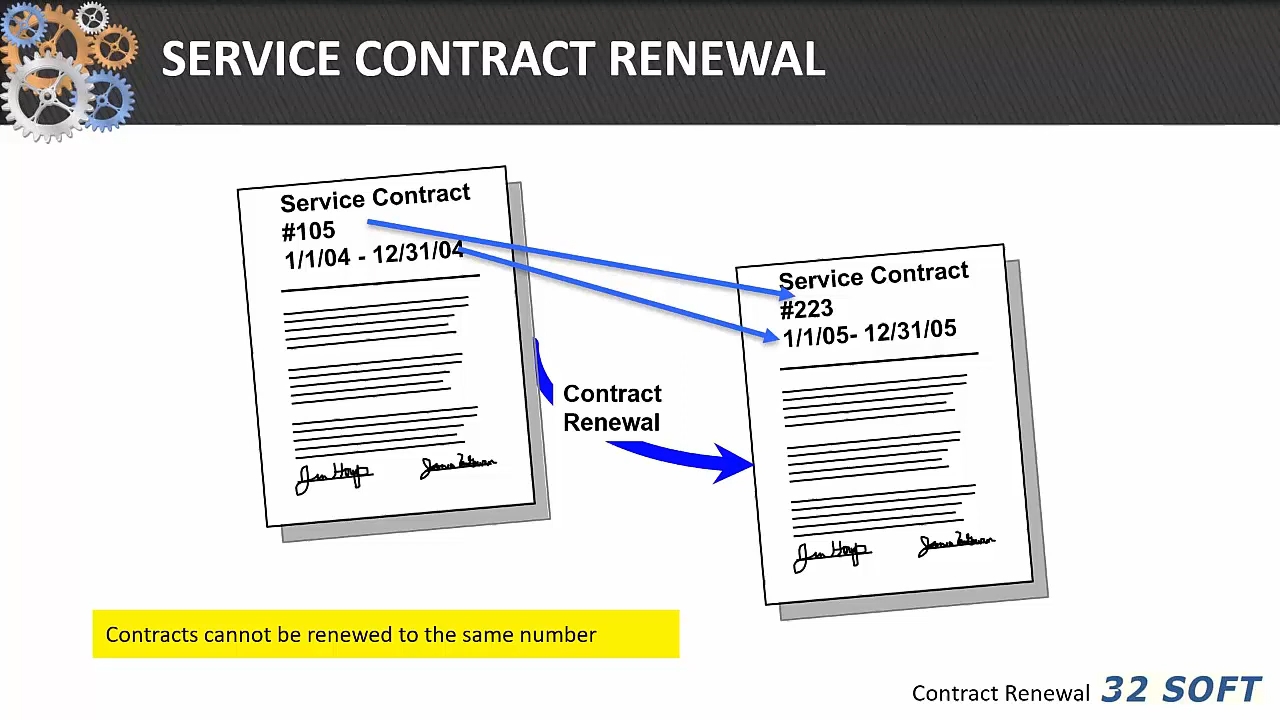 SERVICE CONTRACT RENEWAL
Service Contract
#105
1/1/04 - 12/31/04
Service Contract
#223
1/1/05- 12/31/05
Contract
Renewal
Contracts cannot be renewed to the same number
Contract Renewal 32 SOFT